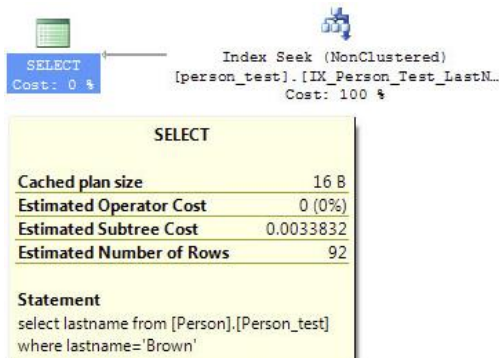 SELECT
Cost: 0 %
Index Seek (NonClustered)
[person_test].[IX_Person_Test_LastN…
Cost: 100 %
SELECT
Cached plan size 16 B
Estimated Operator Cost 0 (0%)
Estimated Subtree Cost 0.0033832
Estimated Number of Rows 92
Statement
select lastname from [Person].[Person_test]
where lastname='Brown'